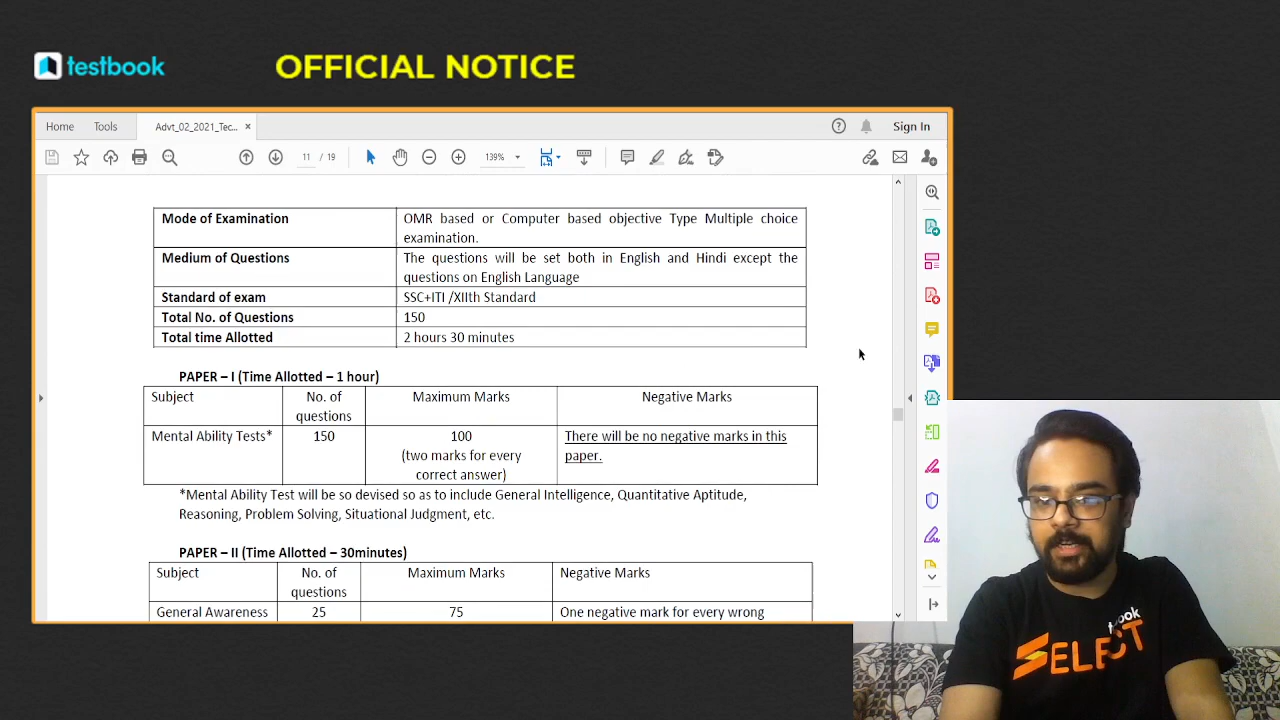 testbook
OFFICIAL NOTICE
Home Tools Advt_02_2021_Tec... × Sign In
11 / 19 139%
Mode of Examination OMR based or Computer based objective Type Multiple choice
examination.
Medium of Questions The questions will be set both in English and Hindi except the
questions on English Language
Standard of exam SSC+ITI /XIIth Standard
Total No. of Questions 150
Total time Allotted 2 hours 30 minutes
PAPER – I (Time Allotted – 1 hour)
Subject No. of Maximum Marks Negative Marks
questions
Mental Ability Tests* 150 100 There will be no negative marks in this
(two marks for every paper.
correct answer)
*Mental Ability Test will be so devised so as to include General Intelligence, Quantitative Aptitude,
Reasoning, Problem Solving, Situational Judgment, etc.
PAPER – II (Time Allotted – 30minutes)
Subject No. of Maximum Marks Negative Marks
questions
General Awareness 25 75 One negative mark for every wrong
SELECT